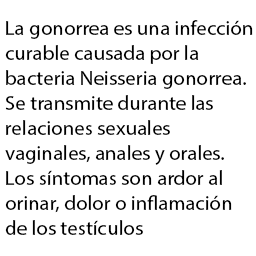 La gonorrea es una infección
curable causada por la
bacteria Neisseria gonorrea.
Se transmite durante las
relaciones sexuales
vaginales, anales y orales.
Los síntomas son ardor al
orinar, dolor o inflamación
de los testículos